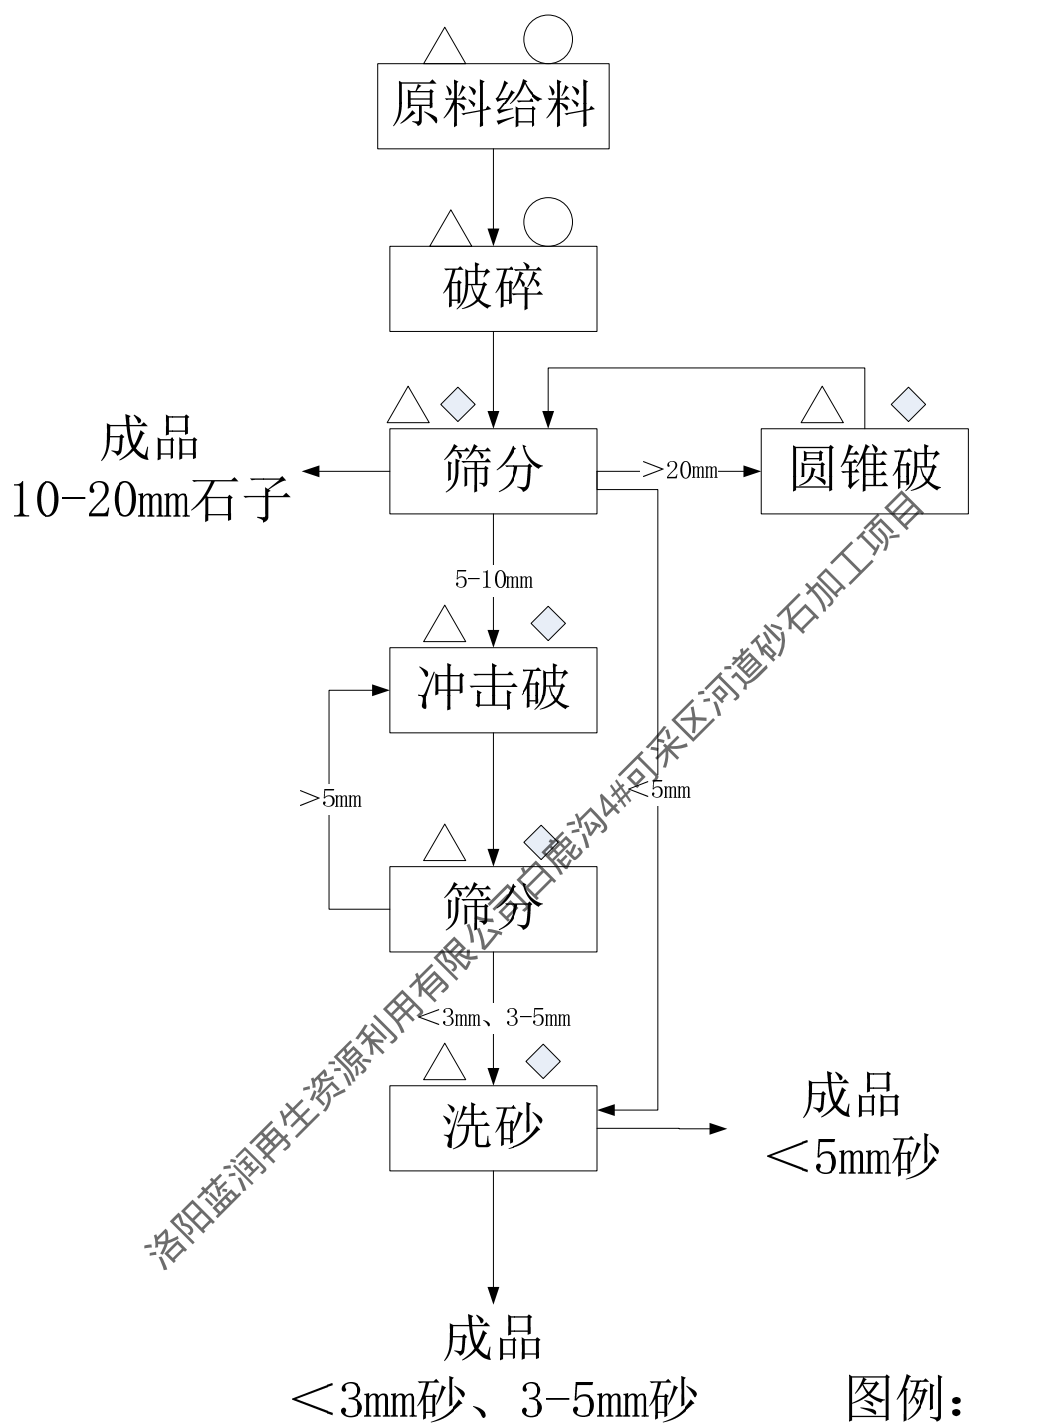 原料给料
破碎
成品
10-20mm石子
筛分
>20mm
圆锥破
5-10mm
冲击破
>5mm
<5mm
筛分
<3mm、3-5mm
洗砂
成品
<5mm砂
成品
<3mm砂、3-5mm砂
图例：
洛阳蓝润再生资源利用有限公司白鹿沟4#可采区河道砂石加工项目